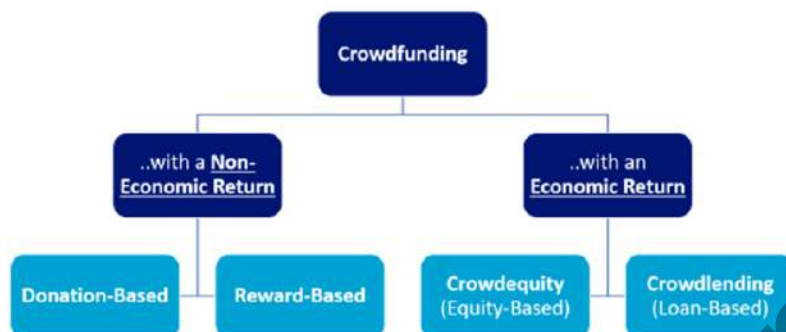 Crowdfunding
..with a Non-
Economic Return
..with an
Economic Return
Donation-Based
Reward-Based
Crowdequity
(Equity-Based)
Crowdlending
(Loan-Based)